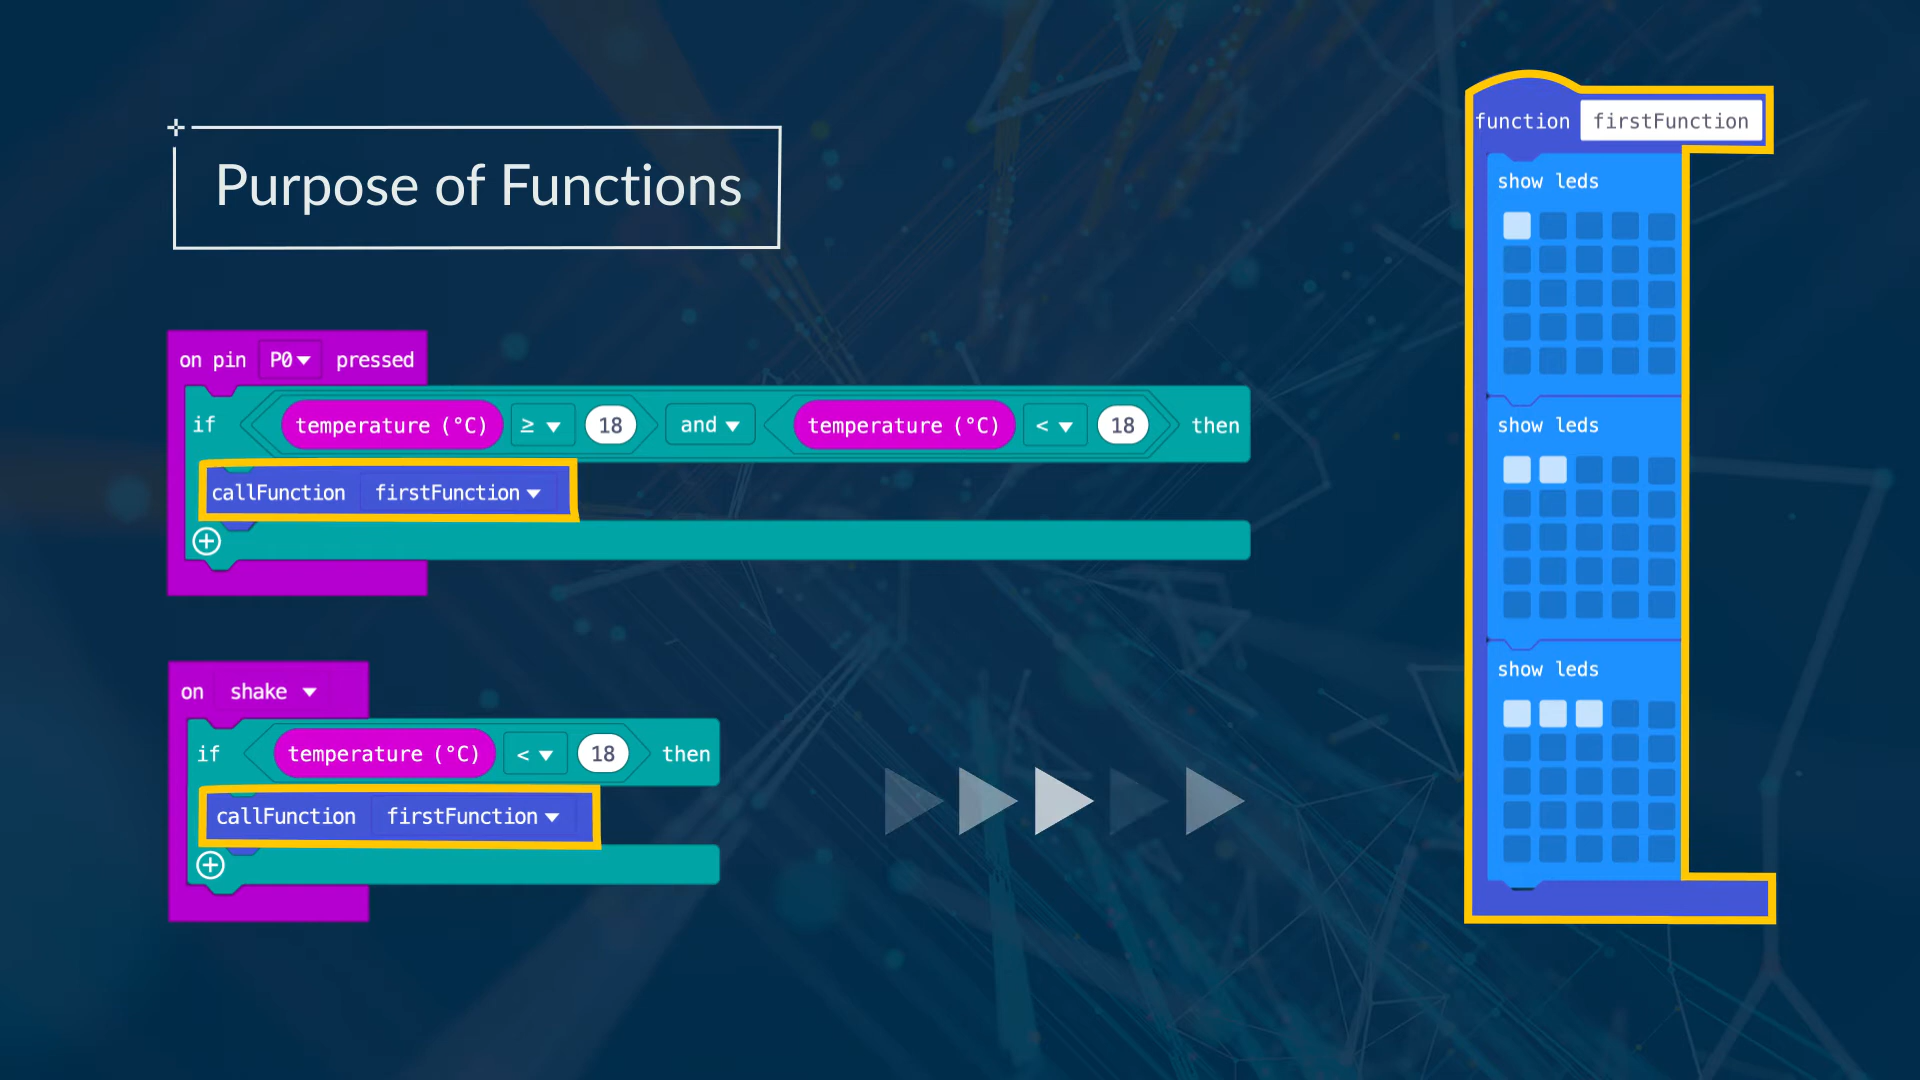 Purpose of Functions
on pin P0 pressed
if temperature (°C) ≥ 18 and temperature (°C) < 18 then
callFunction firstFunction
on shake
if temperature (°C) < 18 then
callFunction firstFunction
function firstFunction
show leds
show leds
show leds